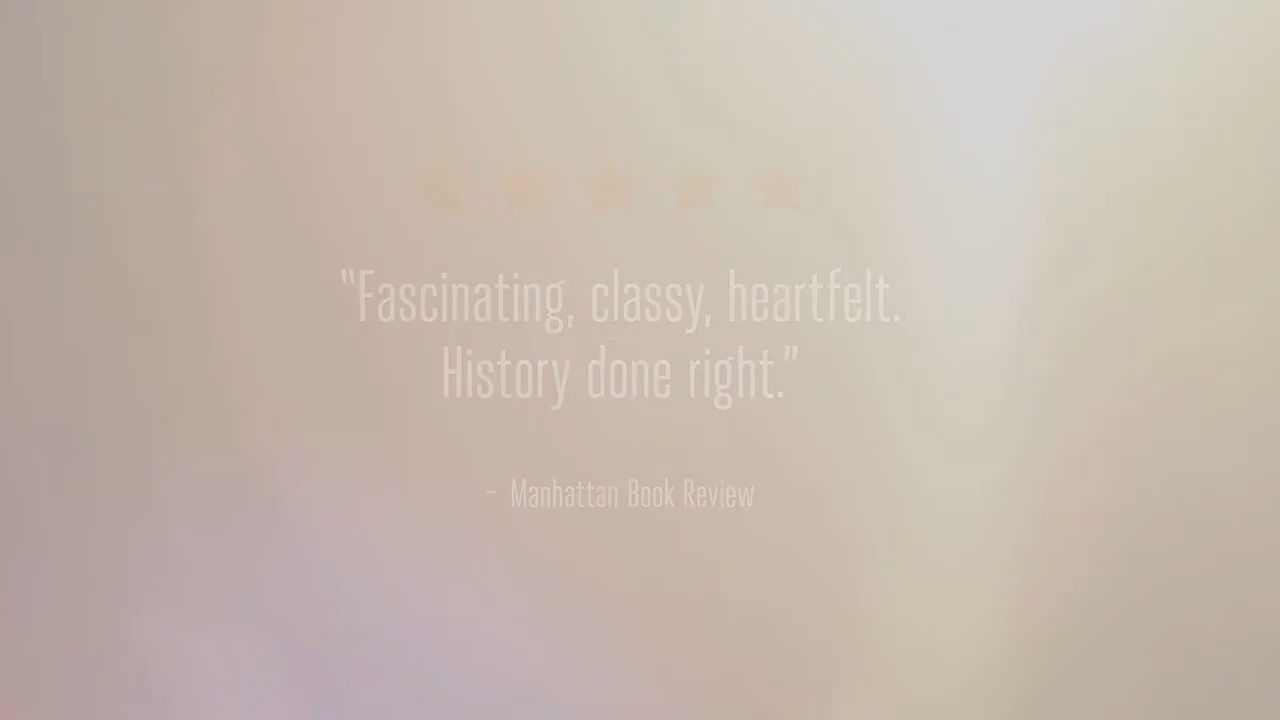 "Fascinating, classy, heartfelt.
History done right."
- Manhattan Book Review